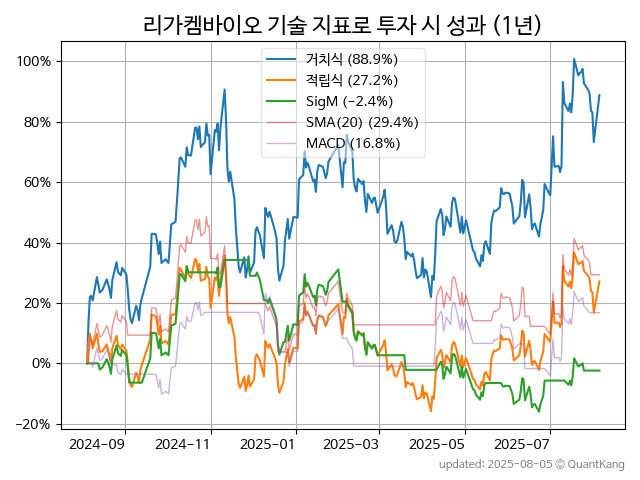 리가켐바이오 기술 지표로 투자 시 성과 (1년)
거치식 (88.9%)
적립식 (27.2%)
SigM (−2.4%)
SMA(20) (29.4%)
MACD (16.8%)
100%
80%
60%
40%
20%
0%
−20%
2024-09 2024-11 2025-01 2025-03 2025-05 2025-07
updated: 2025-08-05 ⓒ QuantKang